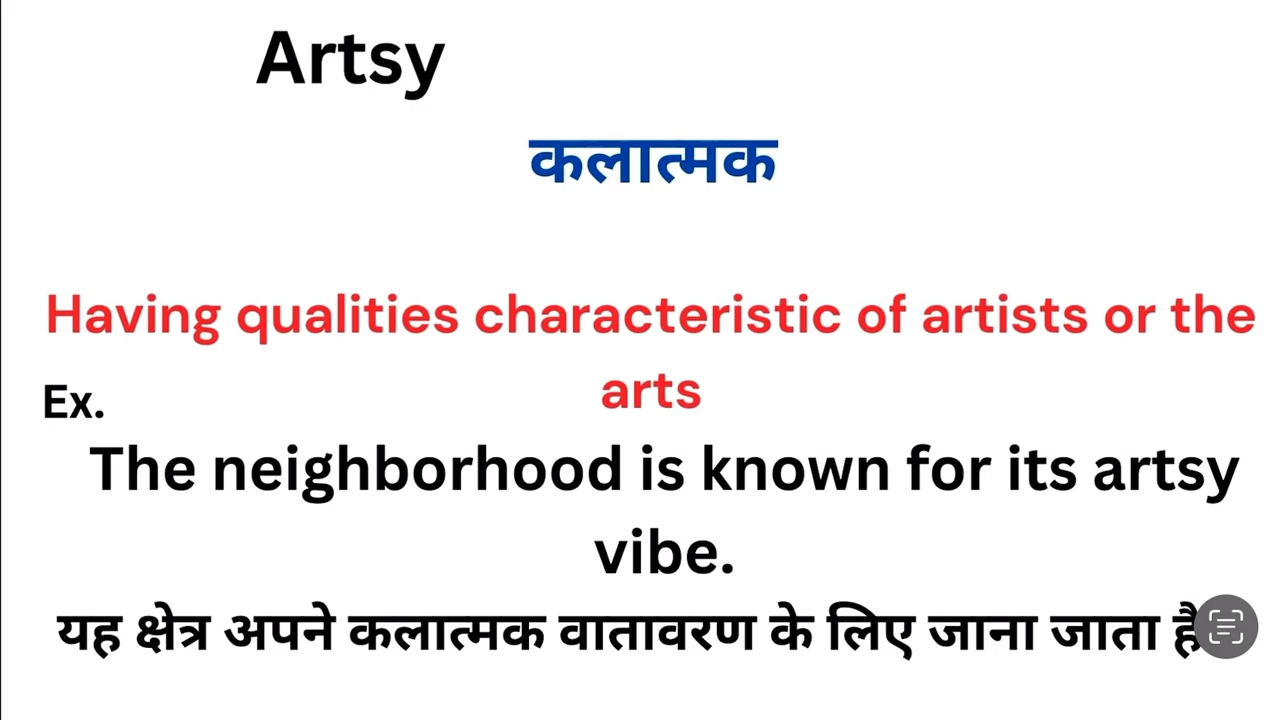 Artsy
कलात्मक
Having qualities characteristic of artists or the
arts
Ex.
The neighborhood is known for its artsy
vibe.
यह क्षेत्र अपने कलात्मक वातावरण के लिए जाना जाता है